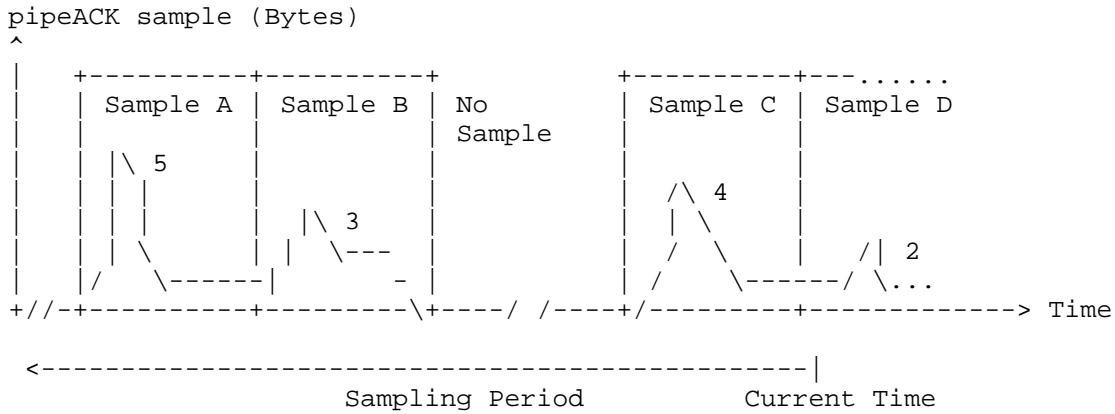 pipeACK sample (Bytes)
^
|    +----------+----------+            +----------+---......
|    | Sample A | Sample B | No         | Sample C | Sample D
|    |          |          | Sample     |          |
|    | |\ 5     |          |            |          |
|    | | |      |          |            |  /\ 4    |
|    | | |      |  |\ 3    |            |  | \     |
|    | |  \     | |  \---  |            |  /  \    |   /| 2
|    |/    \------|       - |            | /    \------/ \...
+//-+----------+---------\+----/ /----+/---------+-------------> Time

<------------------------------------------------|
Sampling Period          Current Time